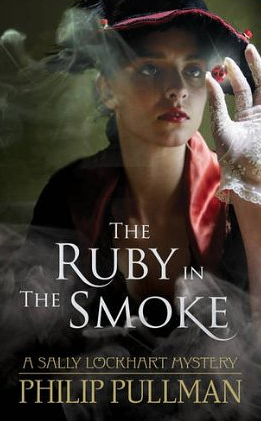 THE
RUBY IN
THE SMOKE
A SALLY LOCKHART MYSTERY
PHILIP PULLMAN